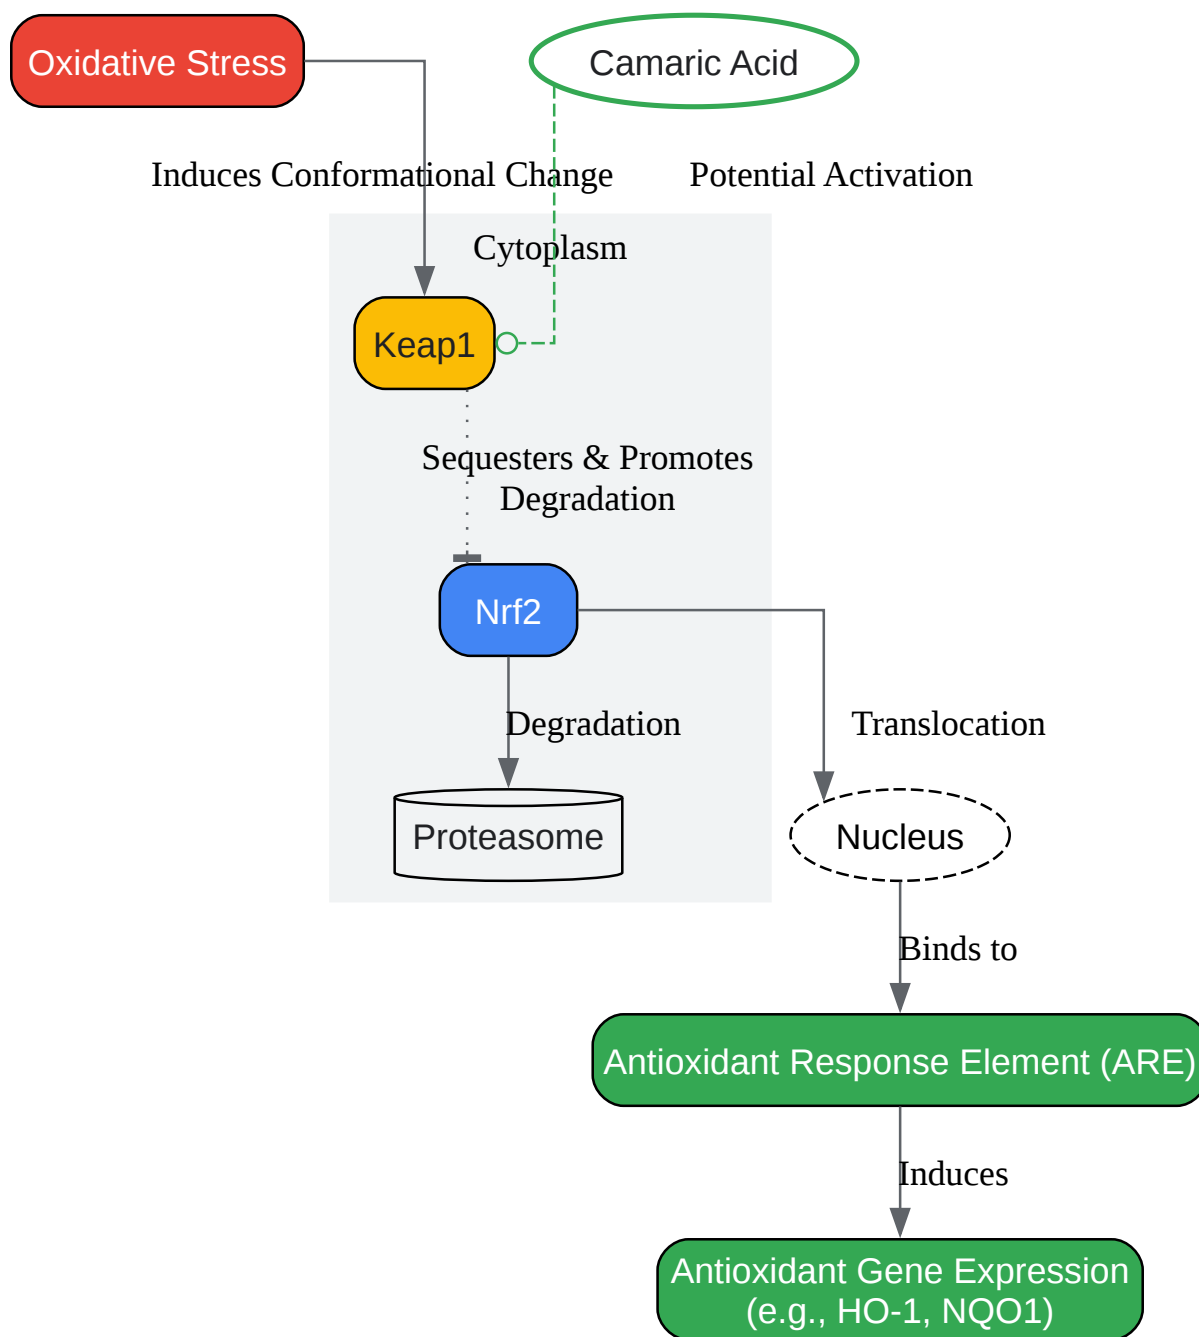 Oxidative Stress
Camaric Acid
Induces Conformational Change
Potential Activation
Cytoplasm
Keap1
Sequesters & Promotes
Degradation
Nrf2
Degradation
Translocation
Proteasome
Nucleus
Binds to
Antioxidant Response Element (ARE)
Induces
Antioxidant Gene Expression
(e.g., HO-1, NQO1)